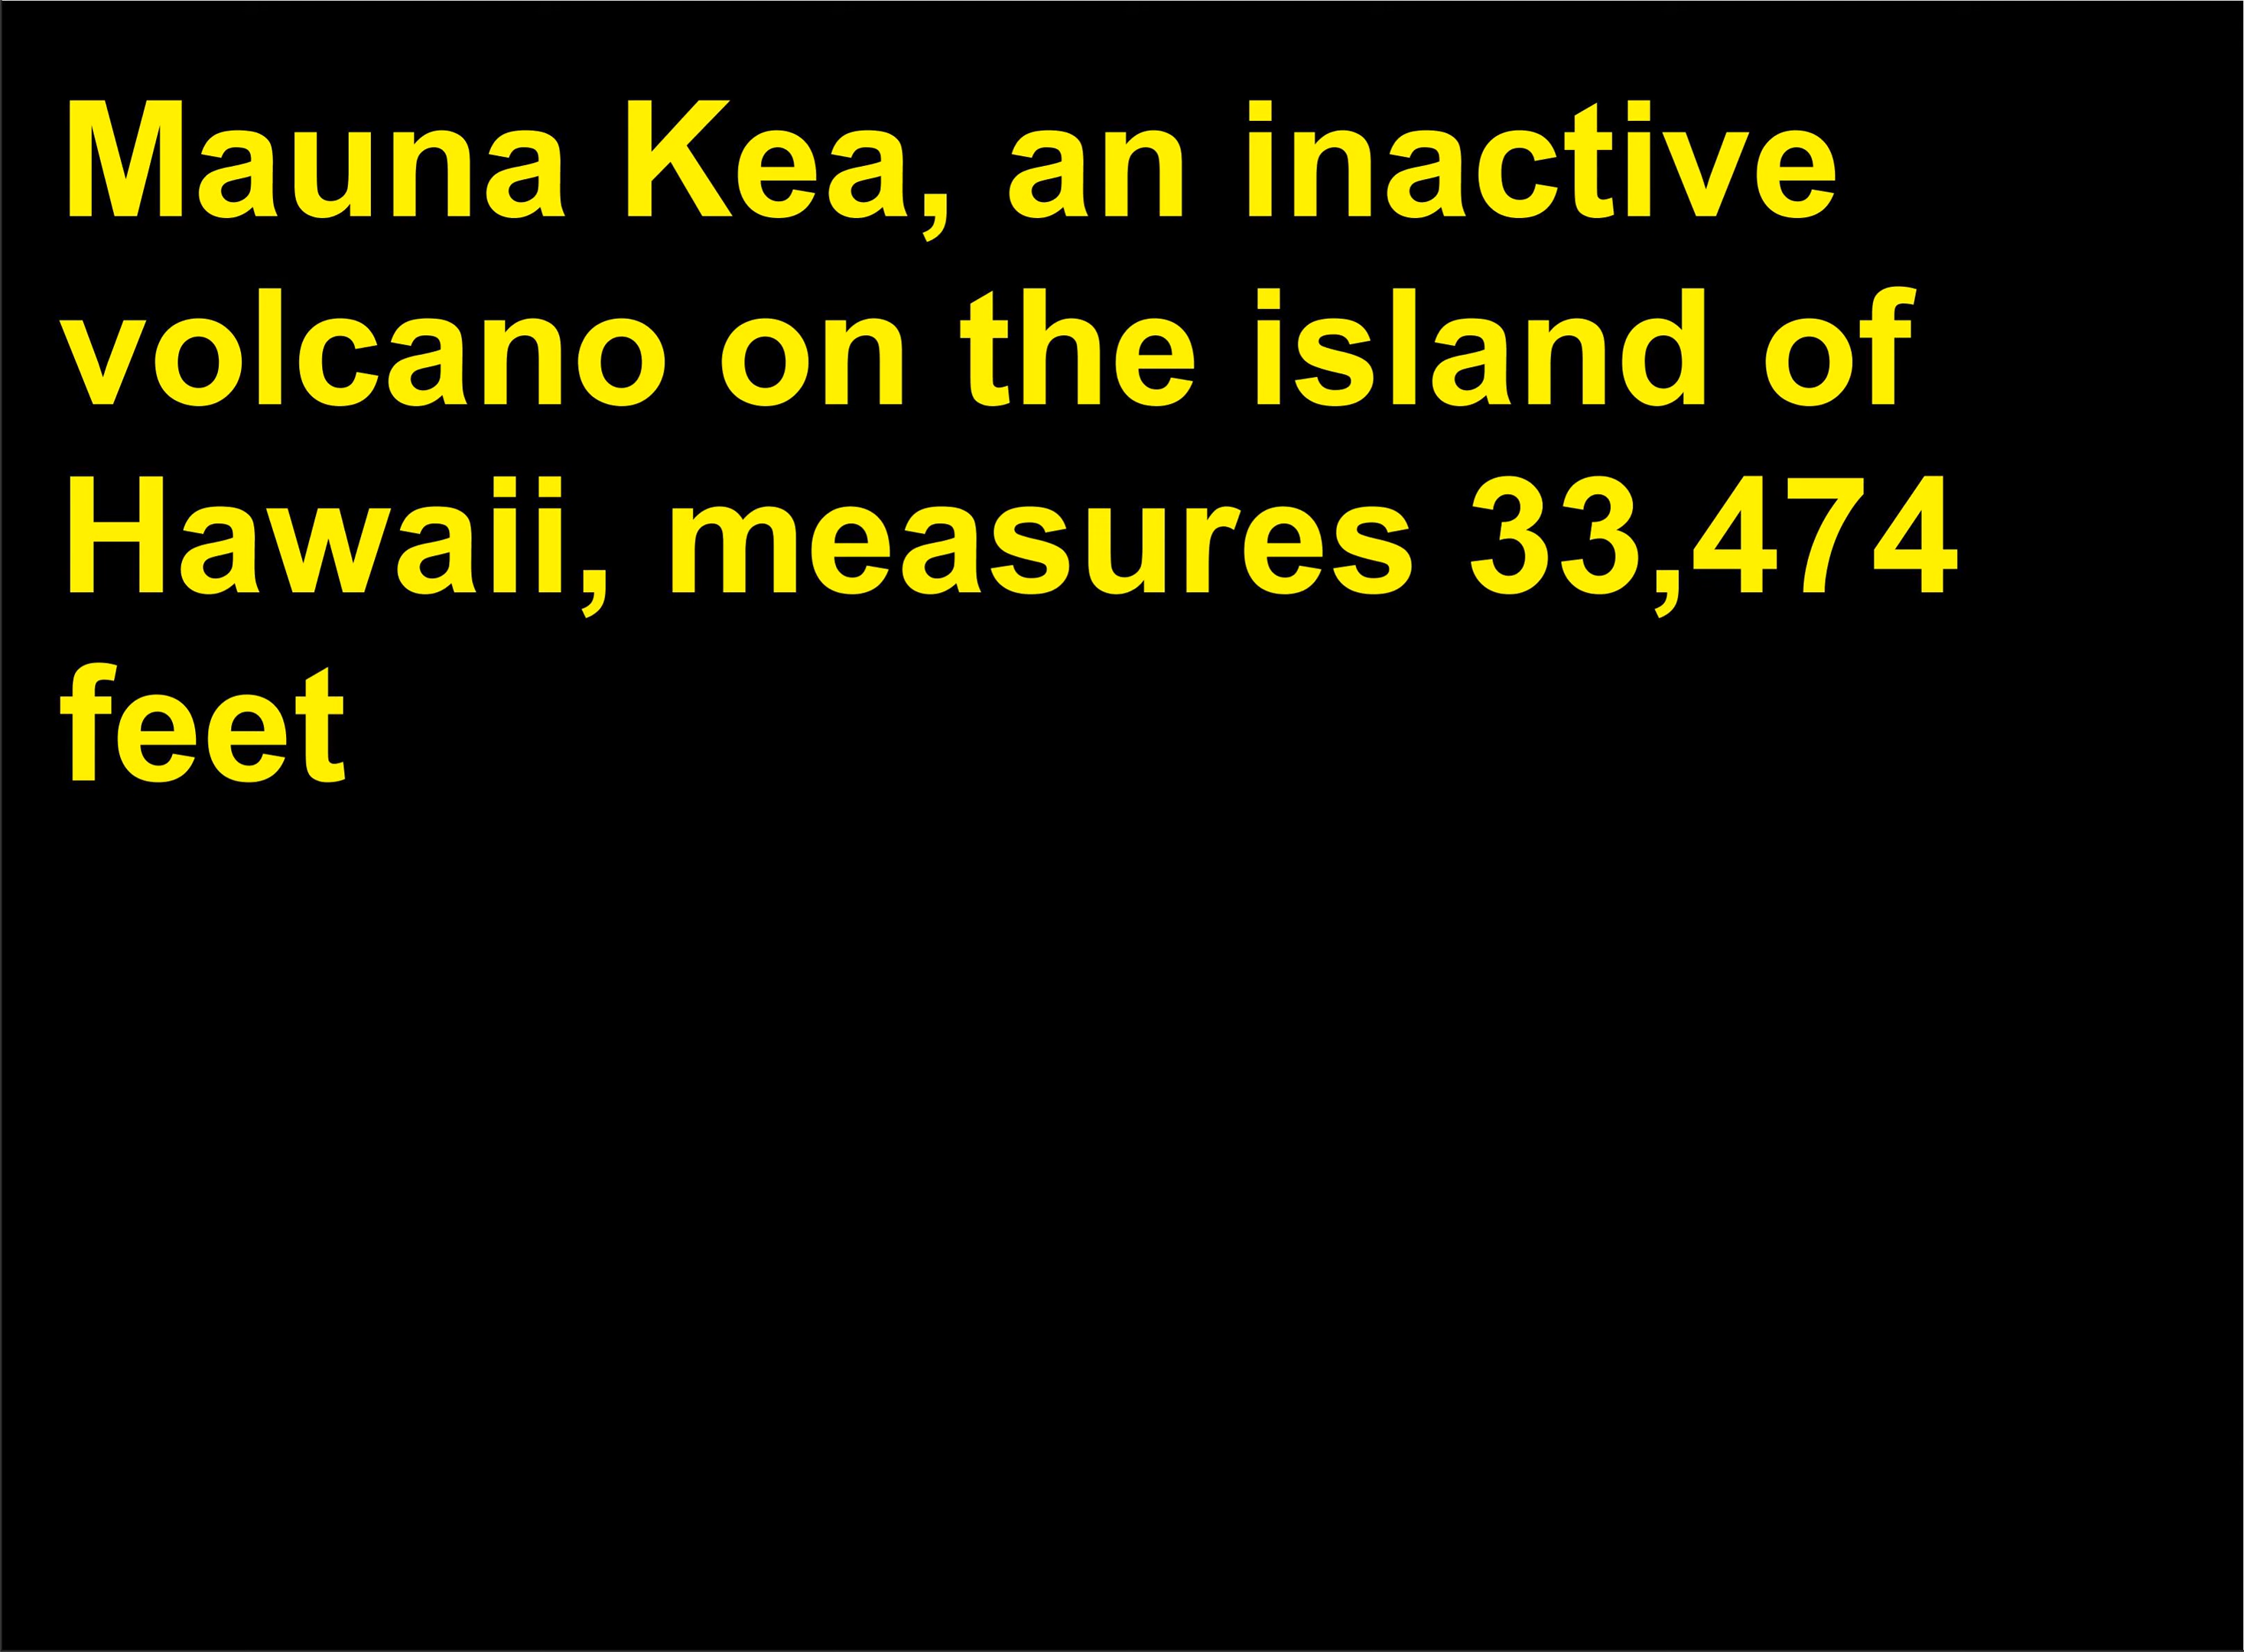 Mauna Kea, an inactive
volcano on the island of
Hawaii, measures 33,474
feet